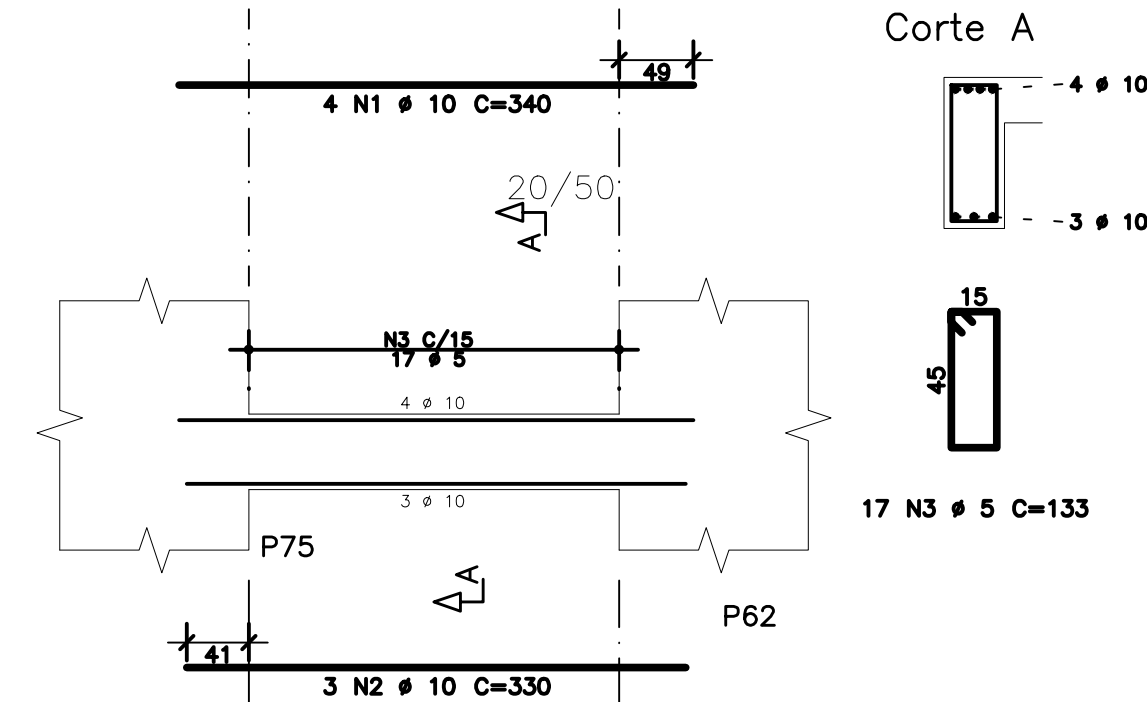 Corte A
49
4 N1 ø 10 C=340
4 ø 10
20/50
A
3 ø 10
15
N3 C/15
17 ø 5
45
4 ø 10
3 ø 10
17 N3 ø 5 C=133
P75
A
P62
41
3 N2 ø 10 C=330